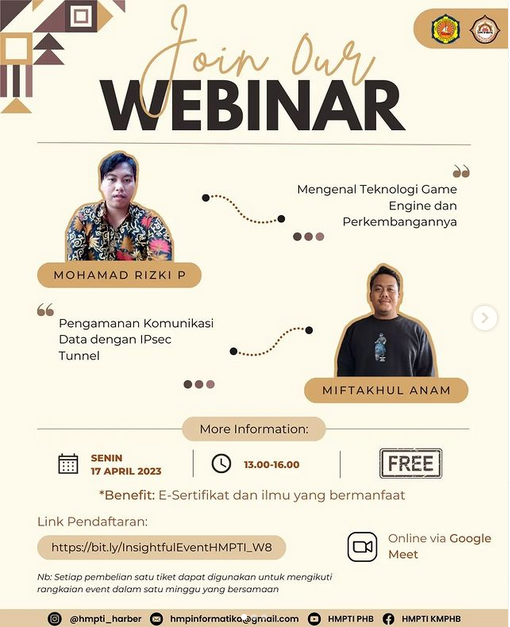 Join Our
WEBINAR
Mengenal Teknologi Game
Engine dan
Perkembangannya
MOHAMAD RIZKI P
Pengamanan Komunikasi
Data dengan IPsec
Tunnel
MIFTAKHUL ANAM
More Information:
SENIN
17 APRIL 2023
13.00-16.00
FREE
*Benefit: E-Sertifikat dan ilmu yang bermanfaat
Link Pendaftaran:
https://bit.ly/InsightfulEventHMPTI_W8
Online via Google
Meet
Nb: Setiap pembelian satu tiket dapat digunakan untuk mengikuti
rangkaian event dalam satu minggu yang bersamaan
@hmpti_harber
hmpinformatika@gmail.com
HMPTI PHB
HMPTI KMPHB